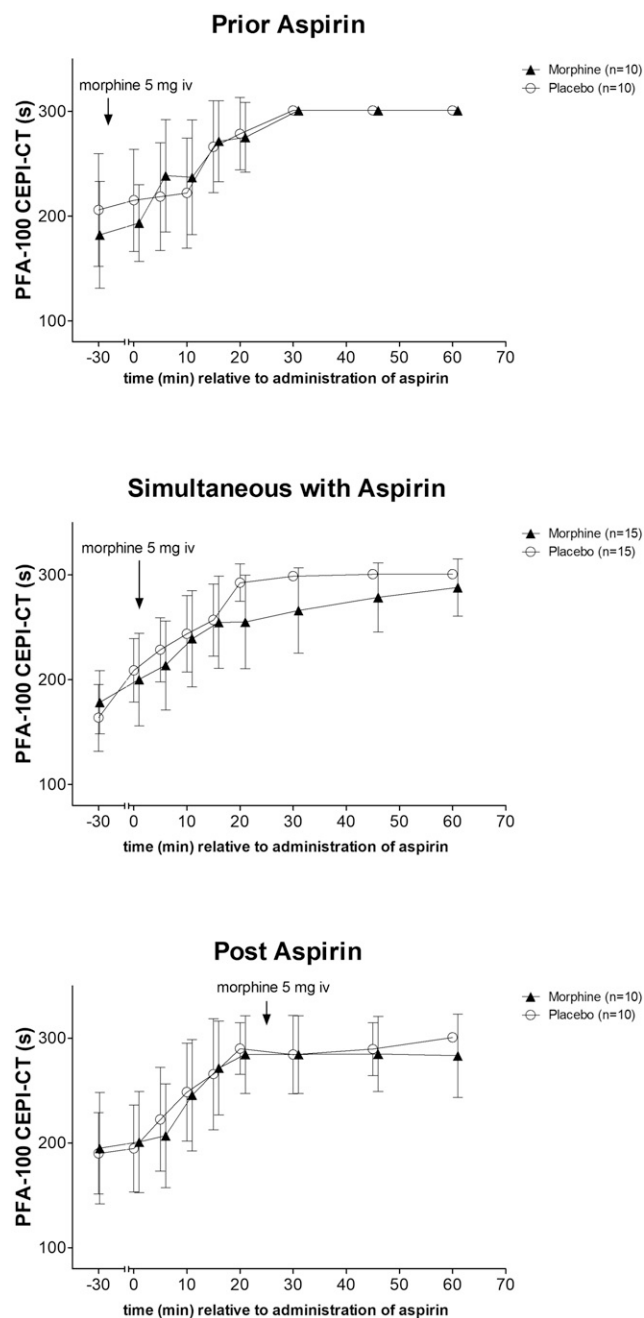 Prior Aspirin
morphine 5 mg iv
Morphine (n=10)
Placebo (n=10)
PFA-100 CEPI-CT (s)
300
200
100
-30 0 10 20 30 40 50 60 70
time (min) relative to administration of aspirin
Simultaneous with Aspirin
morphine 5 mg iv
Morphine (n=15)
Placebo (n=15)
PFA-100 CEPI-CT (s)
300
200
100
-30 0 10 20 30 40 50 60 70
time (min) relative to administration of aspirin
Post Aspirin
morphine 5 mg iv
Morphine (n=10)
Placebo (n=10)
PFA-100 CEPI-CT (s)
300
200
100
-30 0 10 20 30 40 50 60 70
time (min) relative to administration of aspirin